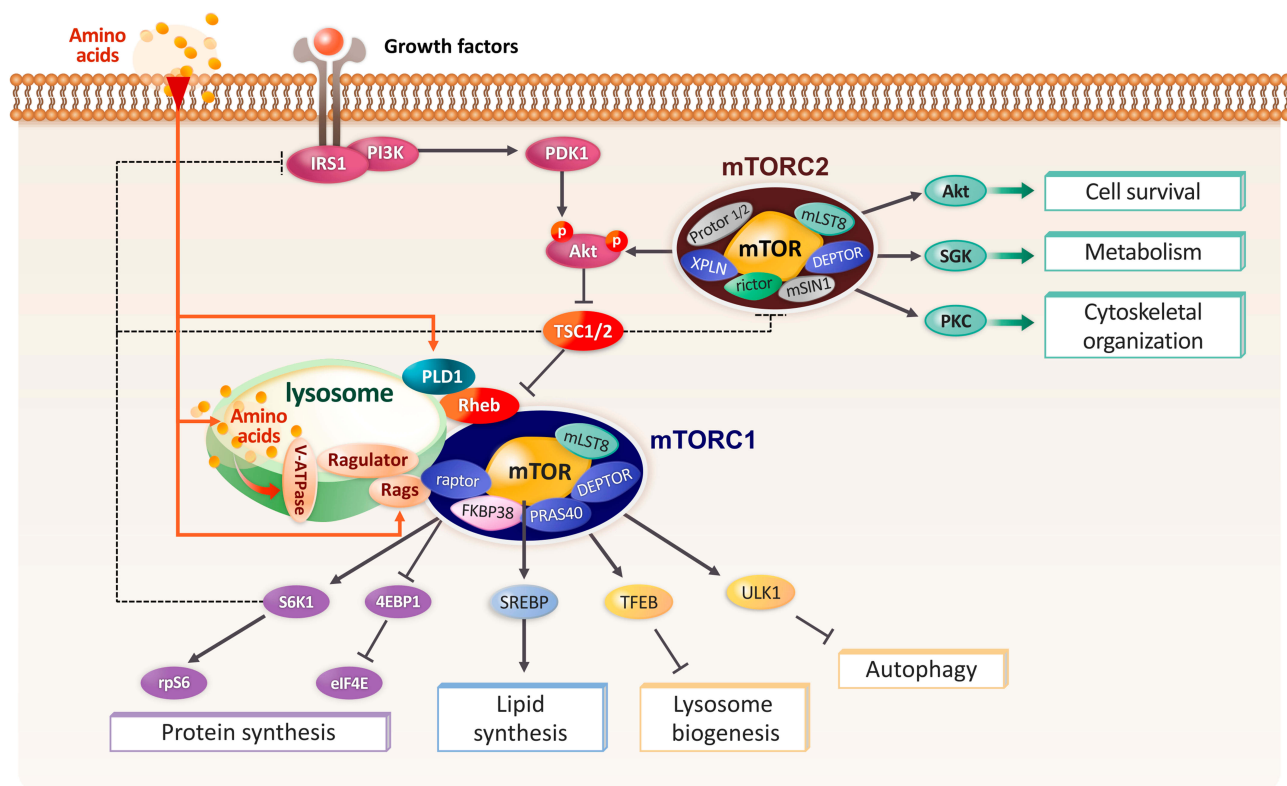 Amino
acids
Growth factors
IRS1
PI3K
PDK1
p
Akt
p
mTORC2
Protor 1/2
mLST8
mTOR
XPLN
DEPTOR
rictor
mSIN1
Akt
Cell survival
SGK
Metabolism
PKC
Cytoskeletal
organization
TSC1/2
PLD1
Rheb
lysosome
Amino
acids
V-ATPase
Ragulator
Rags
mTORC1
mLST8
mTOR
raptor
DEPTOR
FKBP38
PRAS40
S6K1
4EBP1
SREBP
TFEB
ULK1
rpS6
eIF4E
Protein synthesis
Lipid
synthesis
Lysosome
biogenesis
Autophagy